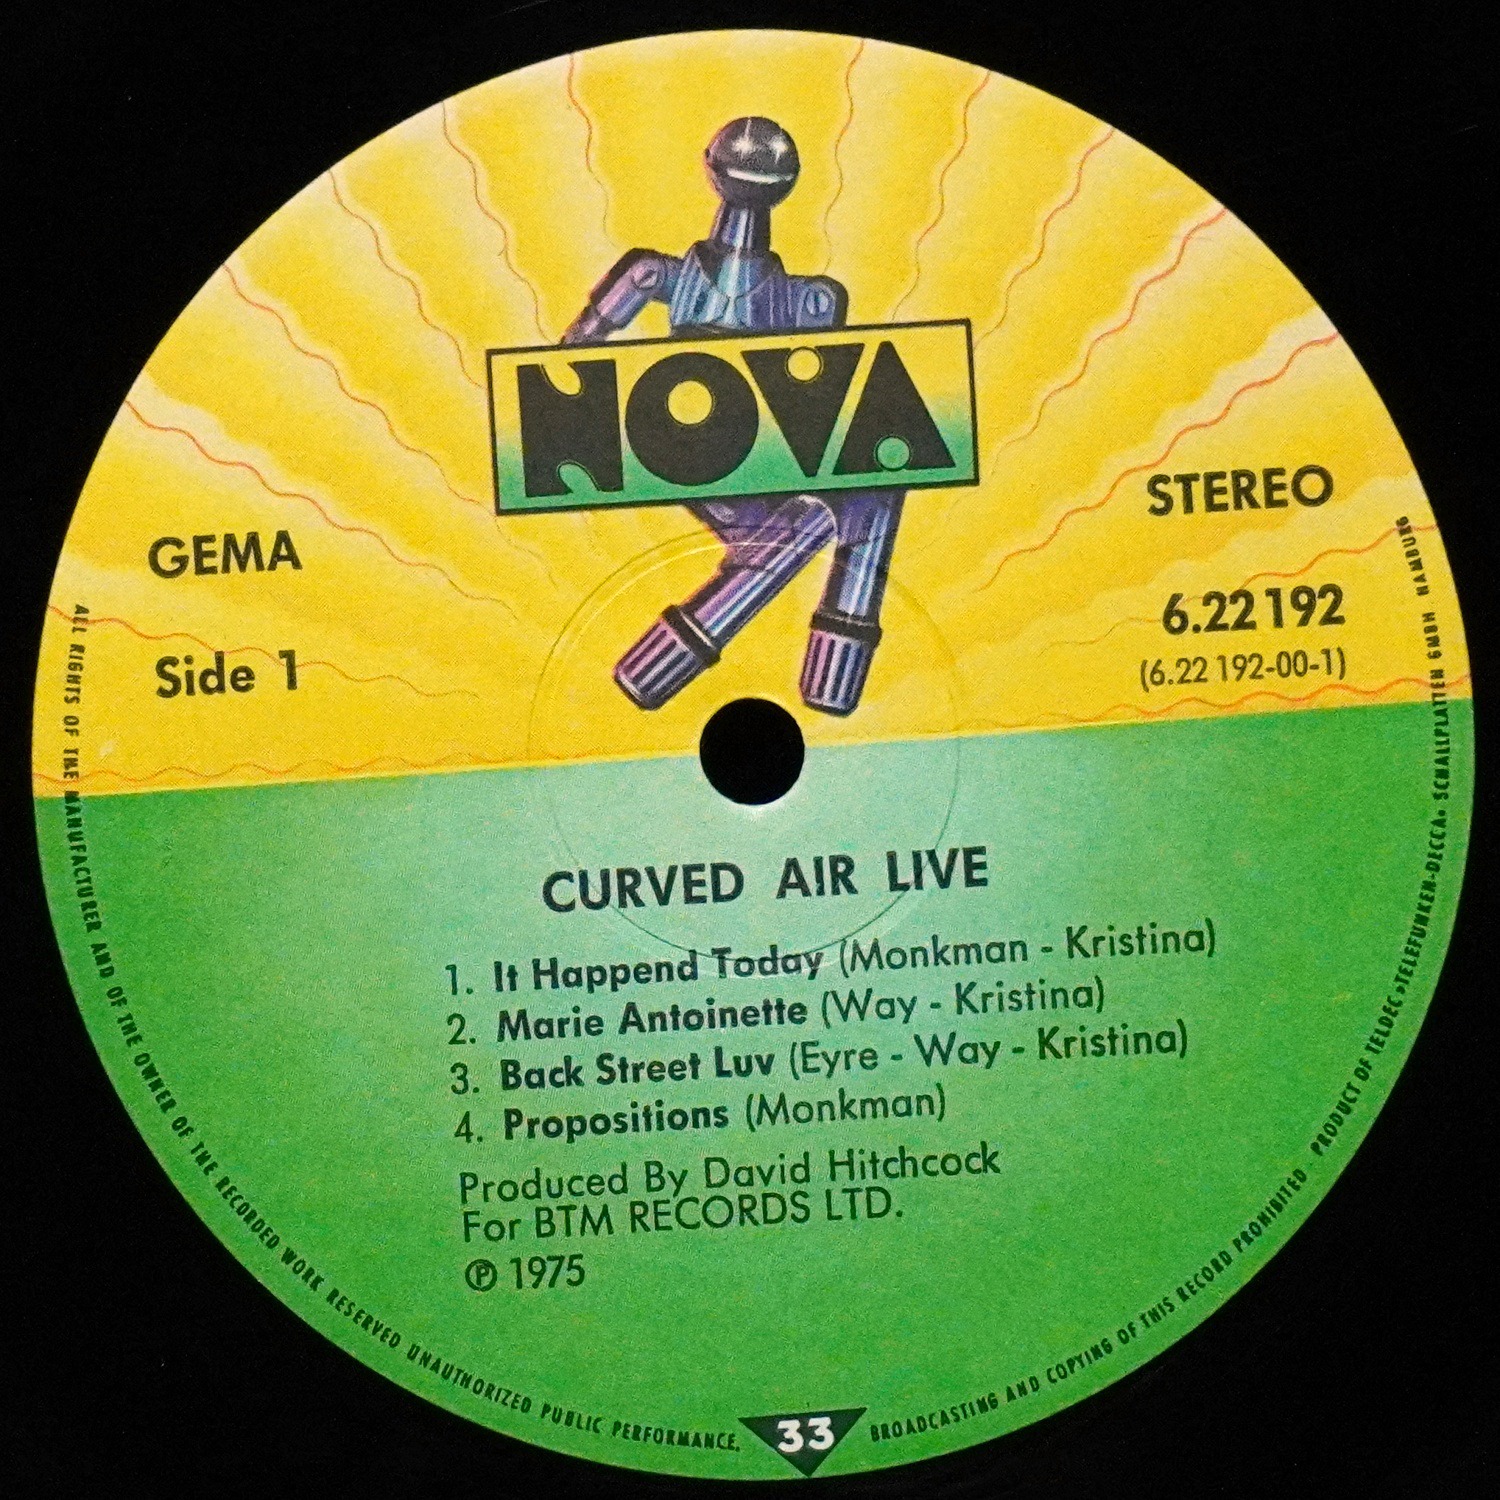 NOVA
STEREO
GEMA
6.22192
Side 1
(6.22 192-00-1)
CURVED AIR LIVE
1. It Happend Today (Monkman - Kristina)
2. Marie Antoinette (Way - Kristina)
3. Back Street Luv (Eyre - Way - Kristina)
4. Propositions (Monkman)
Produced By David Hitchcock
For BTM RECORDS LTD.
℗ 1975
ALL RIGHTS OF THE MANUFACTURER AND OF THE OWNER OF THE RECORDED WORK RESERVED UNAUTHORIZED PUBLIC PERFORMANCE,
33
BROADCASTING AND COPYING OF THIS RECORD PROHIBITED · PRODUCT OF TELDEC »TELEFUNKEN-DECCA« SCHALLPLATTEN GMBH HAMBURG